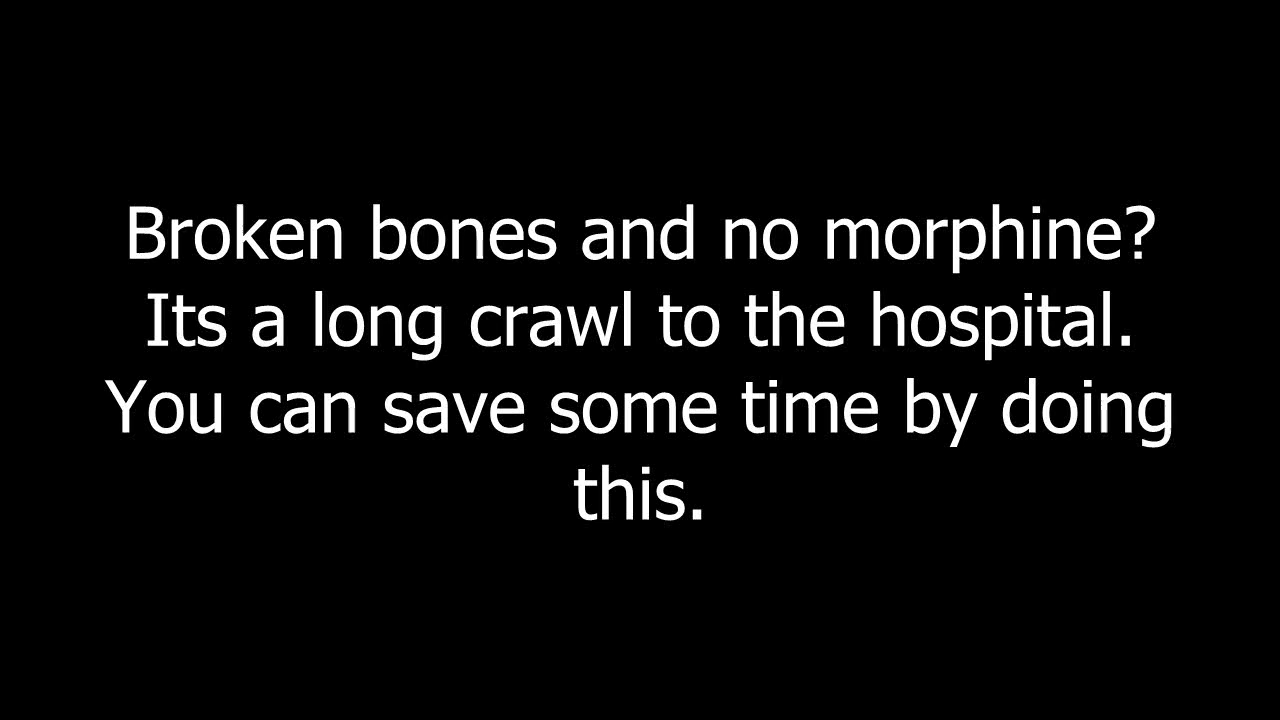 Broken bones and no morphine?
Its a long crawl to the hospital.
You can save some time by doing
this.